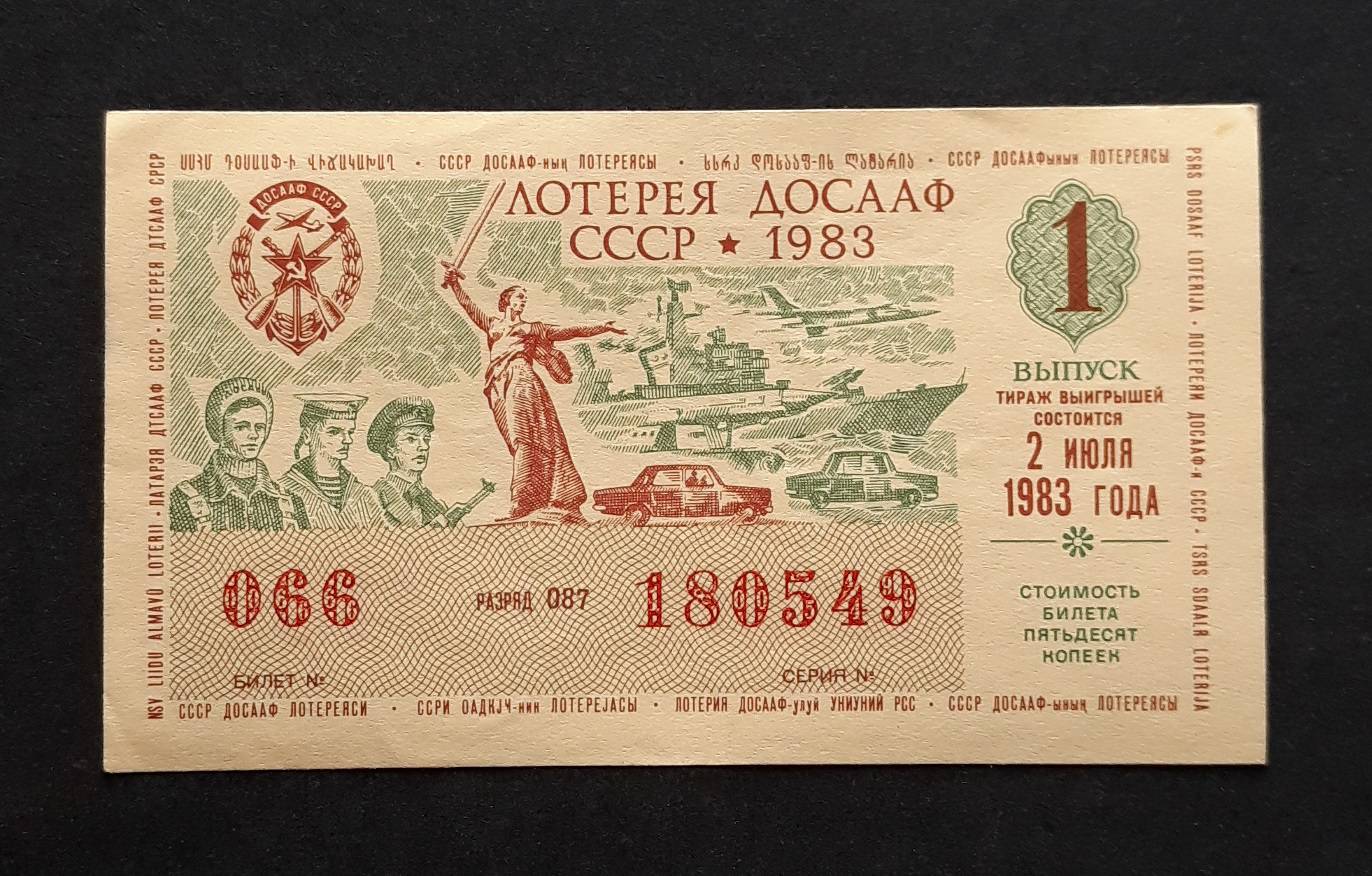 ՍՍՀՄ ԴՕՍԱԱՖ-Ի ՎԻՃԱԿԱԽԱՂ • СССР ДОСААФ-ның ЛОТЕРЕЯСЫ • ᲡᲡᲠᲙ ᲓᲝᲡᲐᲐᲤ-ᲘᲡ ᲚᲐᲢᲐᲠᲘᲐ • СССР ДОСААФынын ЛОТЕРЕЯСЫ
NSV LIIDU ALMAVÜ LOTERII • ЛАТАРЭЯ ДТСААФ СССР • ЛОТЕРЕЯ ДТСААФ СРСР
ДОСААФ СССР
ЛОТЕРЕЯ ДОСААФ
СССР ★ 1983
1
ВЫПУСК
ТИРАЖ ВЫИГРЫШЕЙ
СОСТОИТСЯ
2 ИЮЛЯ
1983 ГОДА
СТОИМОСТЬ
БИЛЕТА
ПЯТЬДЕСЯТ
КОПЕЕК
066 РАЗРЯД 087 180549
БИЛЕТ № СЕРИЯ №
PSRS DOSAAF LOTERIJA • ЛОТЕРЕЯИ ДОСААФ-и СССР • TSRS SDAALR LOTERIJA
СССР ДОСААФ ЛОТЕРЕЯСИ • ССРИ ОАДКЈЧ-нин ЛОТЕРЕЈАСЫ • ЛОТЕРИЯ ДОСААФ-улуй УНИУНИЙ РСС • СССР ДОСААФ-ының ЛОТЕРЕЯСЫ